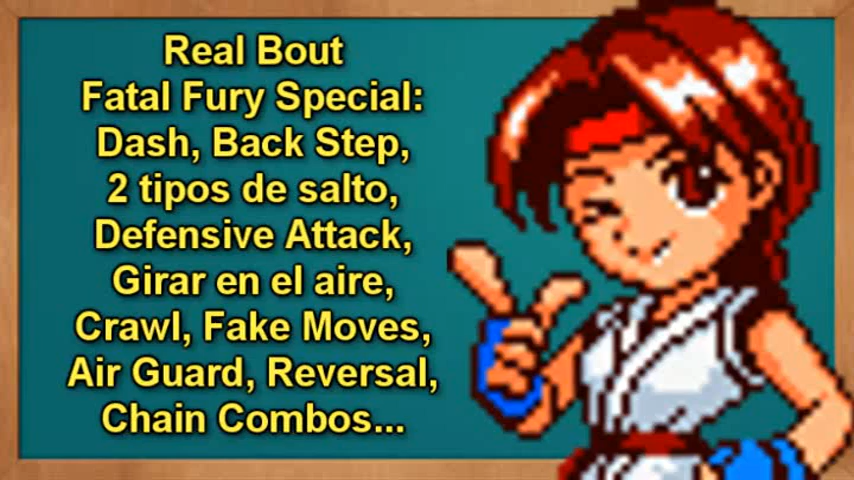 Real Bout
Fatal Fury Special:
Dash, Back Step,
2 tipos de salto,
Defensive Attack,
Girar en el aire,
Crawl, Fake Moves,
Air Guard, Reversal,
Chain Combos...